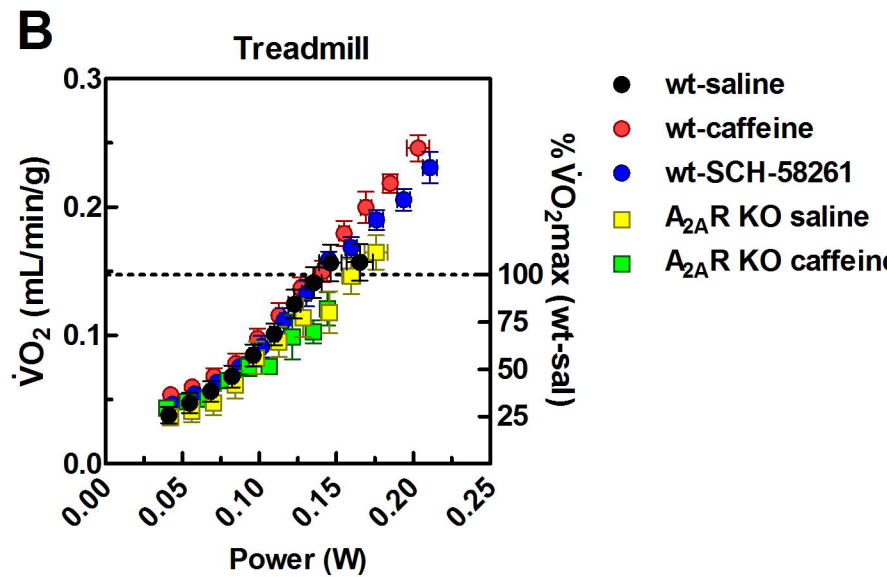 B
Treadmill
0.3
0.2
0.1
0.0
V̇O₂ (mL/min/g)
0.00
0.05
0.10
0.15
0.20
0.25
Power (W)
100
75
50
25
% V̇O₂max (wt-sal)
wt-saline
wt-caffeine
wt-SCH-58261
A₂ₐR KO saline
A₂ₐR KO caffeine